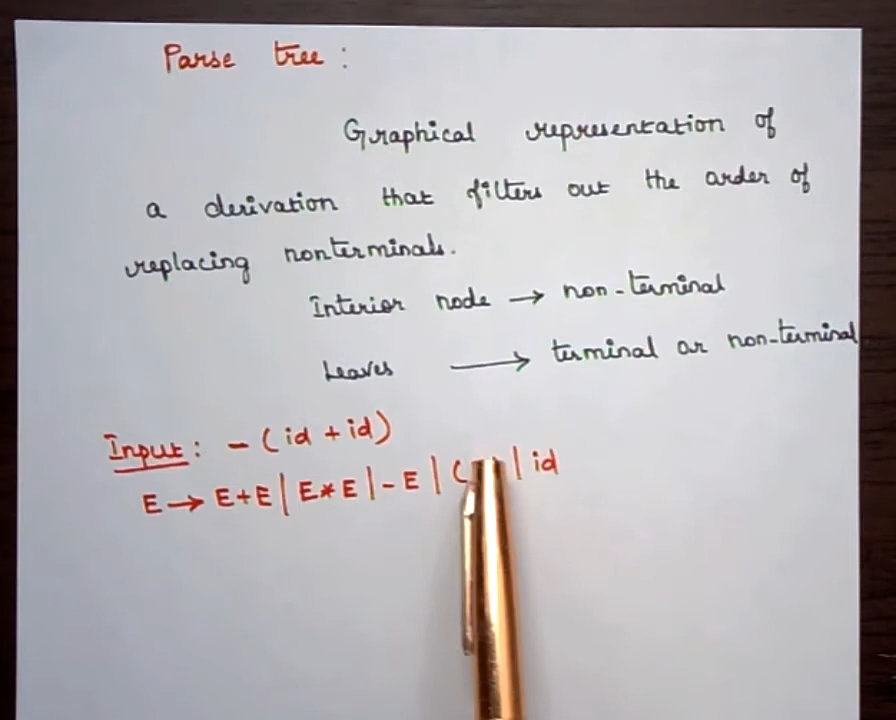 Parse tree :
Graphical representation of
a derivation that filters out the order of
replacing nonterminals.
Interior node → non-terminal
Leaves → terminal or non-terminal
Input : - ( id + id )
E → E+E | E*E | - E | ( | id